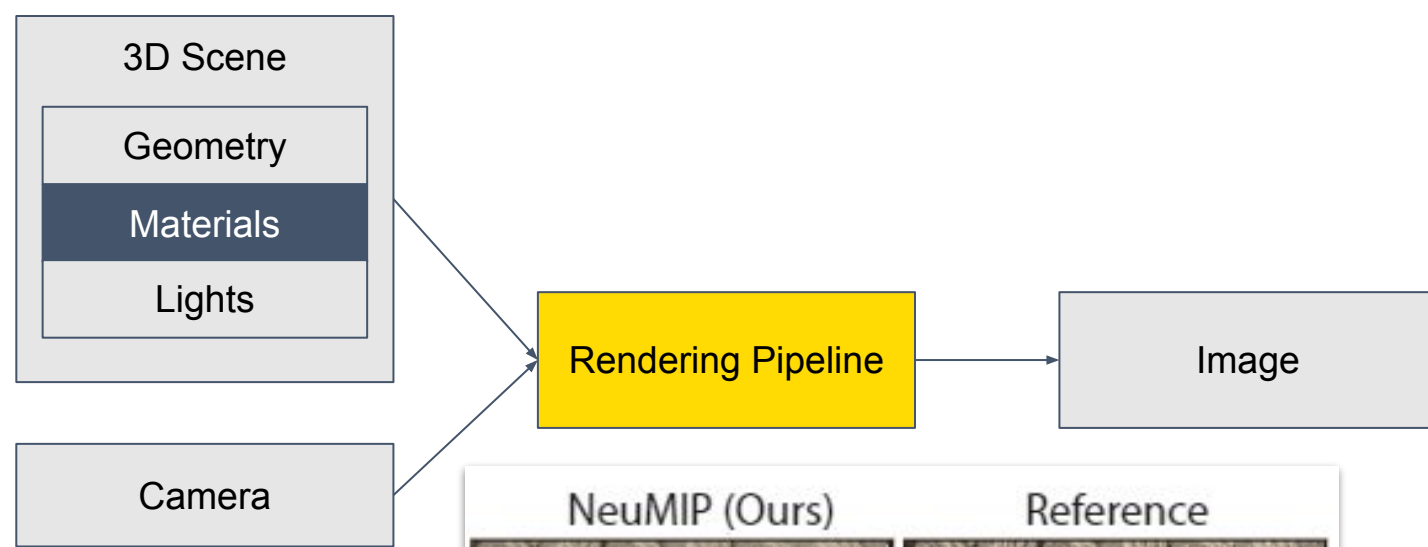 3D Scene
Geometry
Materials
Lights
Rendering Pipeline
Image
Camera
NeuMIP (Ours)
Reference